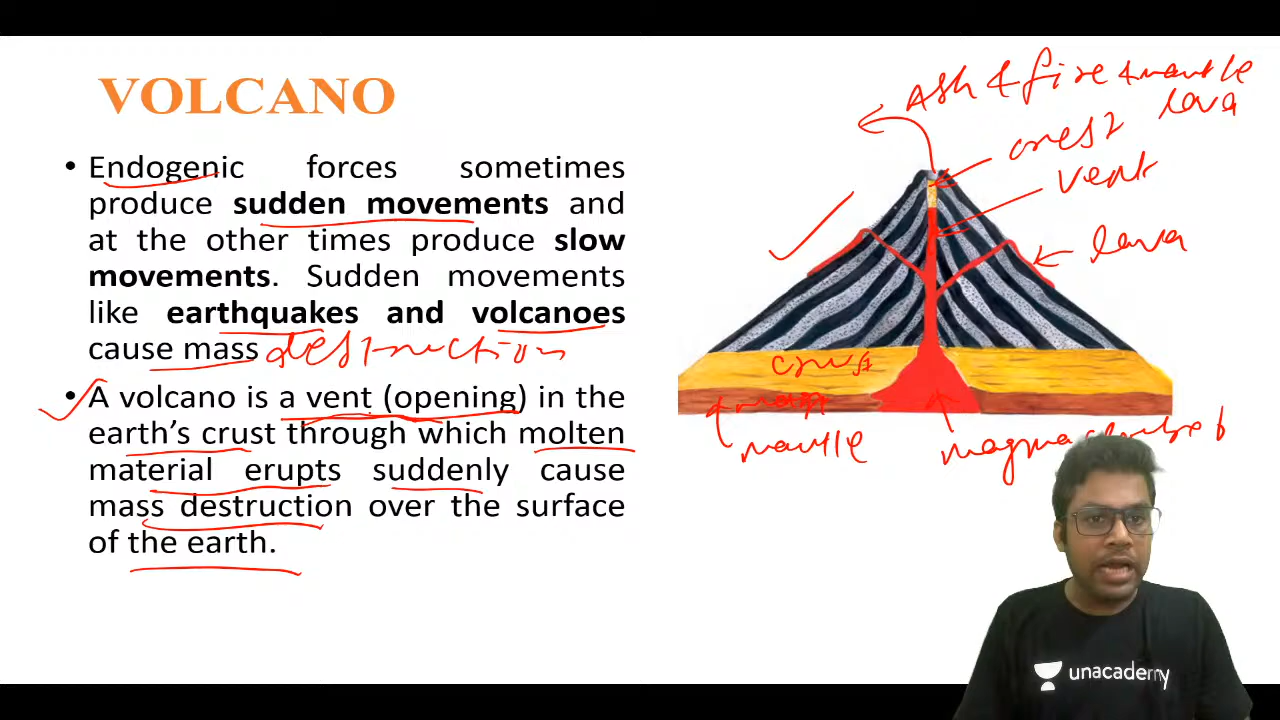 VOLCANO
• Endogenic forces sometimes
produce sudden movements and
at the other times produce slow
movements. Sudden movements
like earthquakes and volcanoes
cause mass destruction
• A volcano is a vent (opening) in the
earth's crust through which molten
material erupts suddenly cause
mass destruction over the surface
of the earth.
Ash & fire & mantle
lava
crest
vent
lava
crust
mantle
magma
unacademy